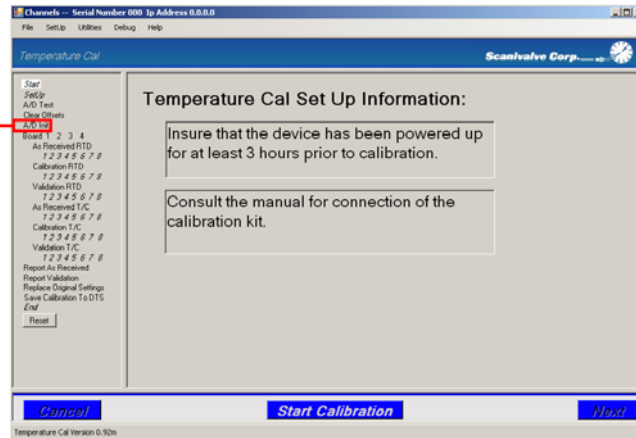 Channels -- Serial Number 000 Ip Address 0.0.0.0
File SetUp Utilities Debug Help
Temperature Cal
Scanivalve Corp.
Start
SetUp
A/D Test
Clear Offsets
A/D Init
Board 1 2 3 4
As Received RTD
1 2 3 4 5 6 7 8
Calibration RTD
1 2 3 4 5 6 7 8
Validation RTD
1 2 3 4 5 6 7 8
As Received T/C
1 2 3 4 5 6 7 8
Calibration T/C
1 2 3 4 5 6 7 8
Validation T/C
1 2 3 4 5 6 7 8
Report As Received
Report Validation
Replace Original Settings
Save Calibration To DTS
End
Reset
Temperature Cal Set Up Information:
Insure that the device has been powered up
for at least 3 hours prior to calibration.
Consult the manual for connection of the
calibration kit.
Cancel Start Calibration Next
Temperature Cal Version 0.92m